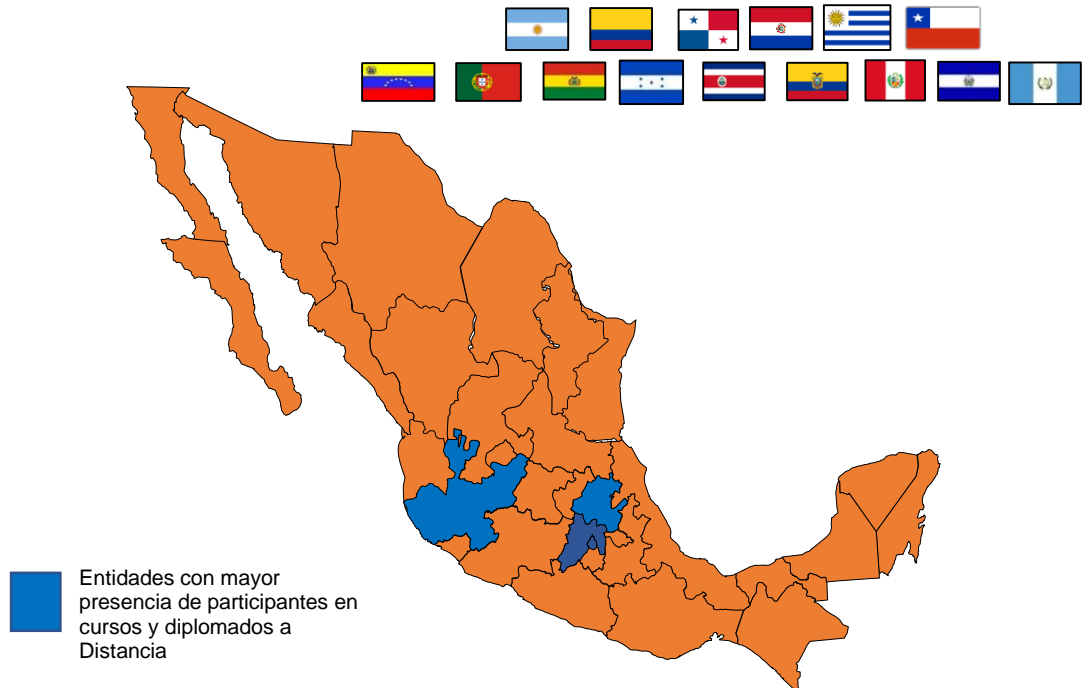 Entidades con mayor
presencia de participantes en
cursos y diplomados a
Distancia